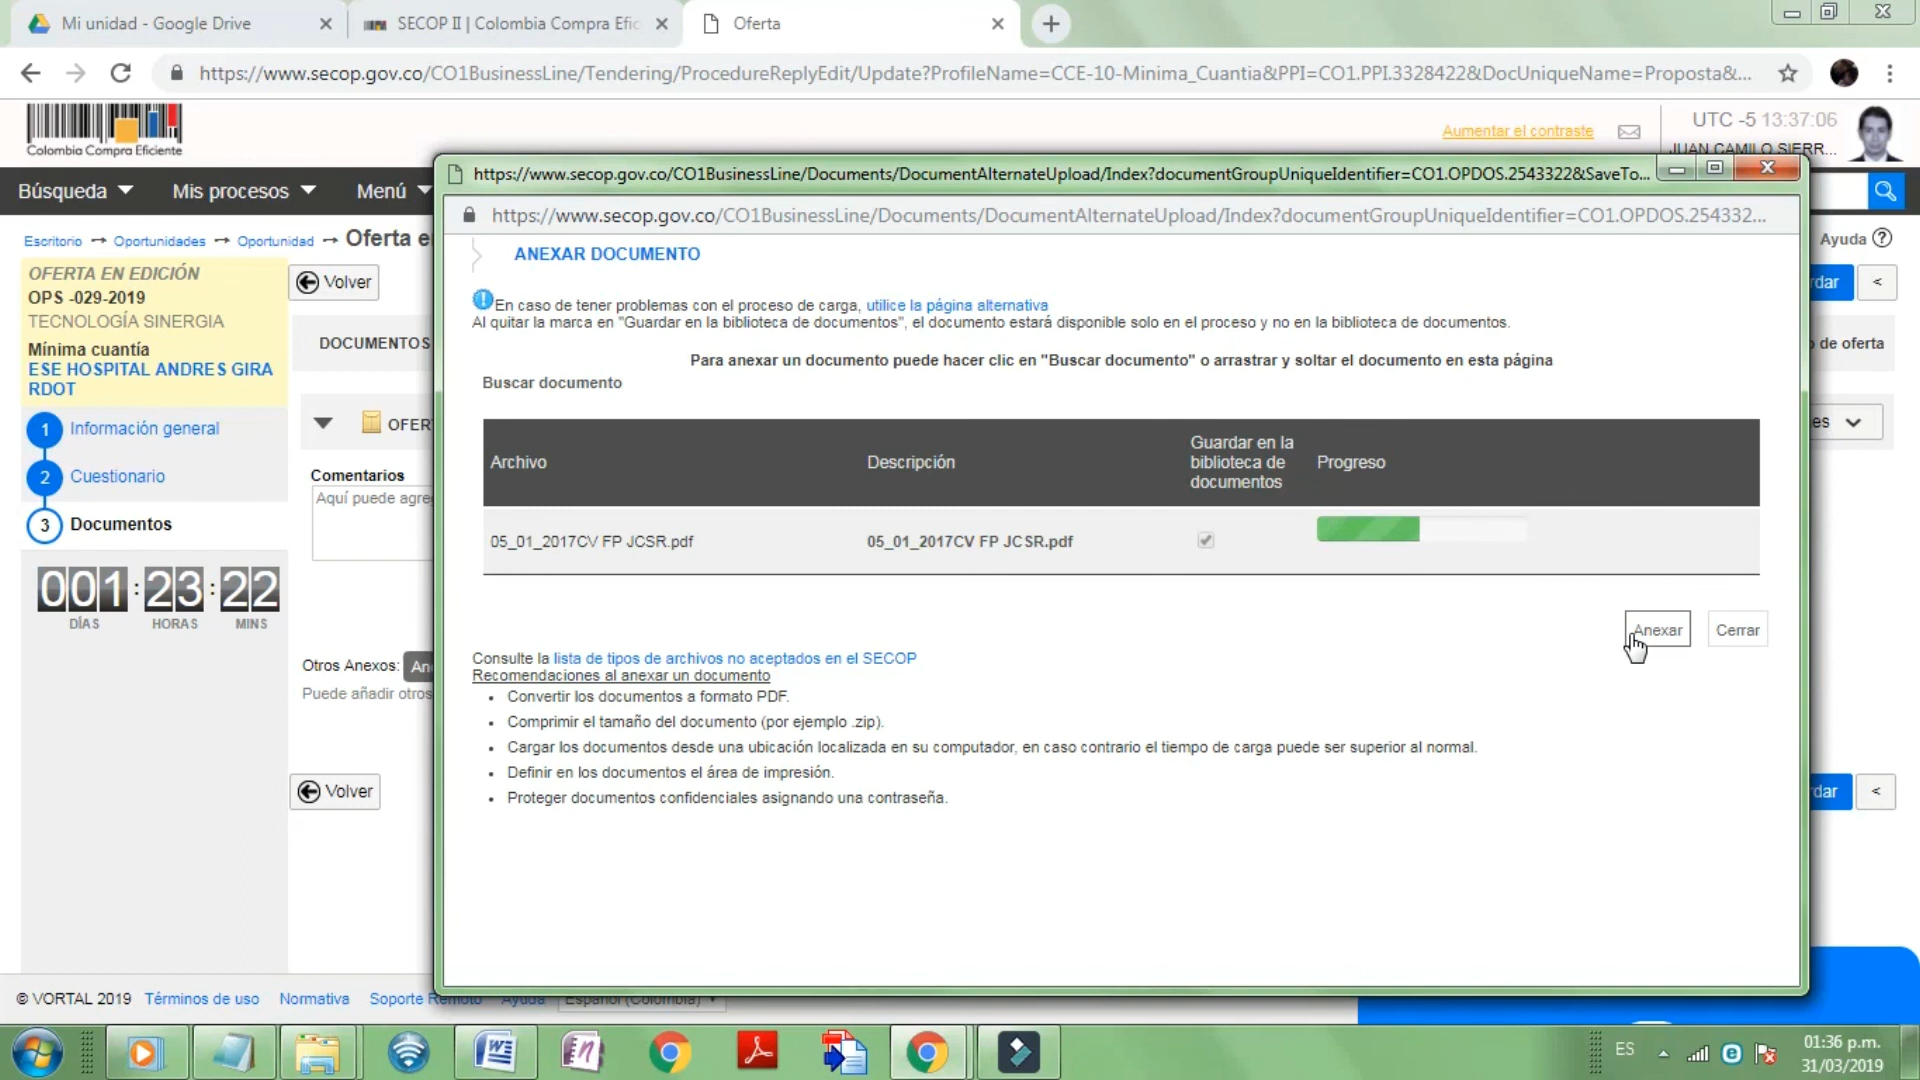 Mi unidad - Google Drive
SECOP II | Colombia Compra Efic
Oferta
https://www.secop.gov.co/CO1BusinessLine/Tendering/ProcedureReplyEdit/Update?ProfileName=CCE-10-Minima_Cuantia&PPI=CO1.PPI.3328422&DocUniqueName=Proposta&...
Colombia Compra Eficiente
Aumentar el contraste
UTC -5 13:37:06
JUAN CAMILO SIERR...
Búsqueda
Mis procesos
Menú
Escritorio → Oportunidades → Oportunidad → Oferta e
Ayuda
OFERTA EN EDICIÓN
OPS -029-2019
TECNOLOGÍA SINERGIA
Mínima cuantía
ESE HOSPITAL ANDRES GIRA
RDOT
1 Información general
2 Cuestionario
3 Documentos
001 : 23 : 22
DÍAS HORAS MINS
Volver
DOCUMENTOS
OFER
Comentarios
Aquí puede agre
Otros Anexos: An
Puede añadir otros
Volver
dar
<
o de oferta
es
dar
<
https://www.secop.gov.co/CO1BusinessLine/Documents/DocumentAlternateUpload/Index?documentGroupUniqueIdentifier=CO1.OPDOS.2543322&SaveTo...
https://www.secop.gov.co/CO1BusinessLine/Documents/DocumentAlternateUpload/Index?documentGroupUniqueIdentifier=CO1.OPDOS.254332...
ANEXAR DOCUMENTO
En caso de tener problemas con el proceso de carga, utilice la página alternativa
Al quitar la marca en "Guardar en la biblioteca de documentos", el documento estará disponible solo en el proceso y no en la biblioteca de documentos.
Para anexar un documento puede hacer clic en "Buscar documento" o arrastrar y soltar el documento en esta página
Buscar documento
Archivo
Descripción
Guardar en la
biblioteca de
documentos
Progreso
05_01_2017CV FP JCSR.pdf
05_01_2017CV FP JCSR.pdf
Anexar
Cerrar
Consulte la lista de tipos de archivos no aceptados en el SECOP
Recomendaciones al anexar un documento
• Convertir los documentos a formato PDF.
• Comprimir el tamaño del documento (por ejemplo .zip).
• Cargar los documentos desde una ubicación localizada en su computador, en caso contrario el tiempo de carga puede ser superior al normal.
• Definir en los documentos el área de impresión.
• Proteger documentos confidenciales asignando una contraseña.
© VORTAL 2019 Términos de uso Normativa Soporte Remoto Ayuda Español (Colombia)
ES
01:36 p.m.
31/03/2019